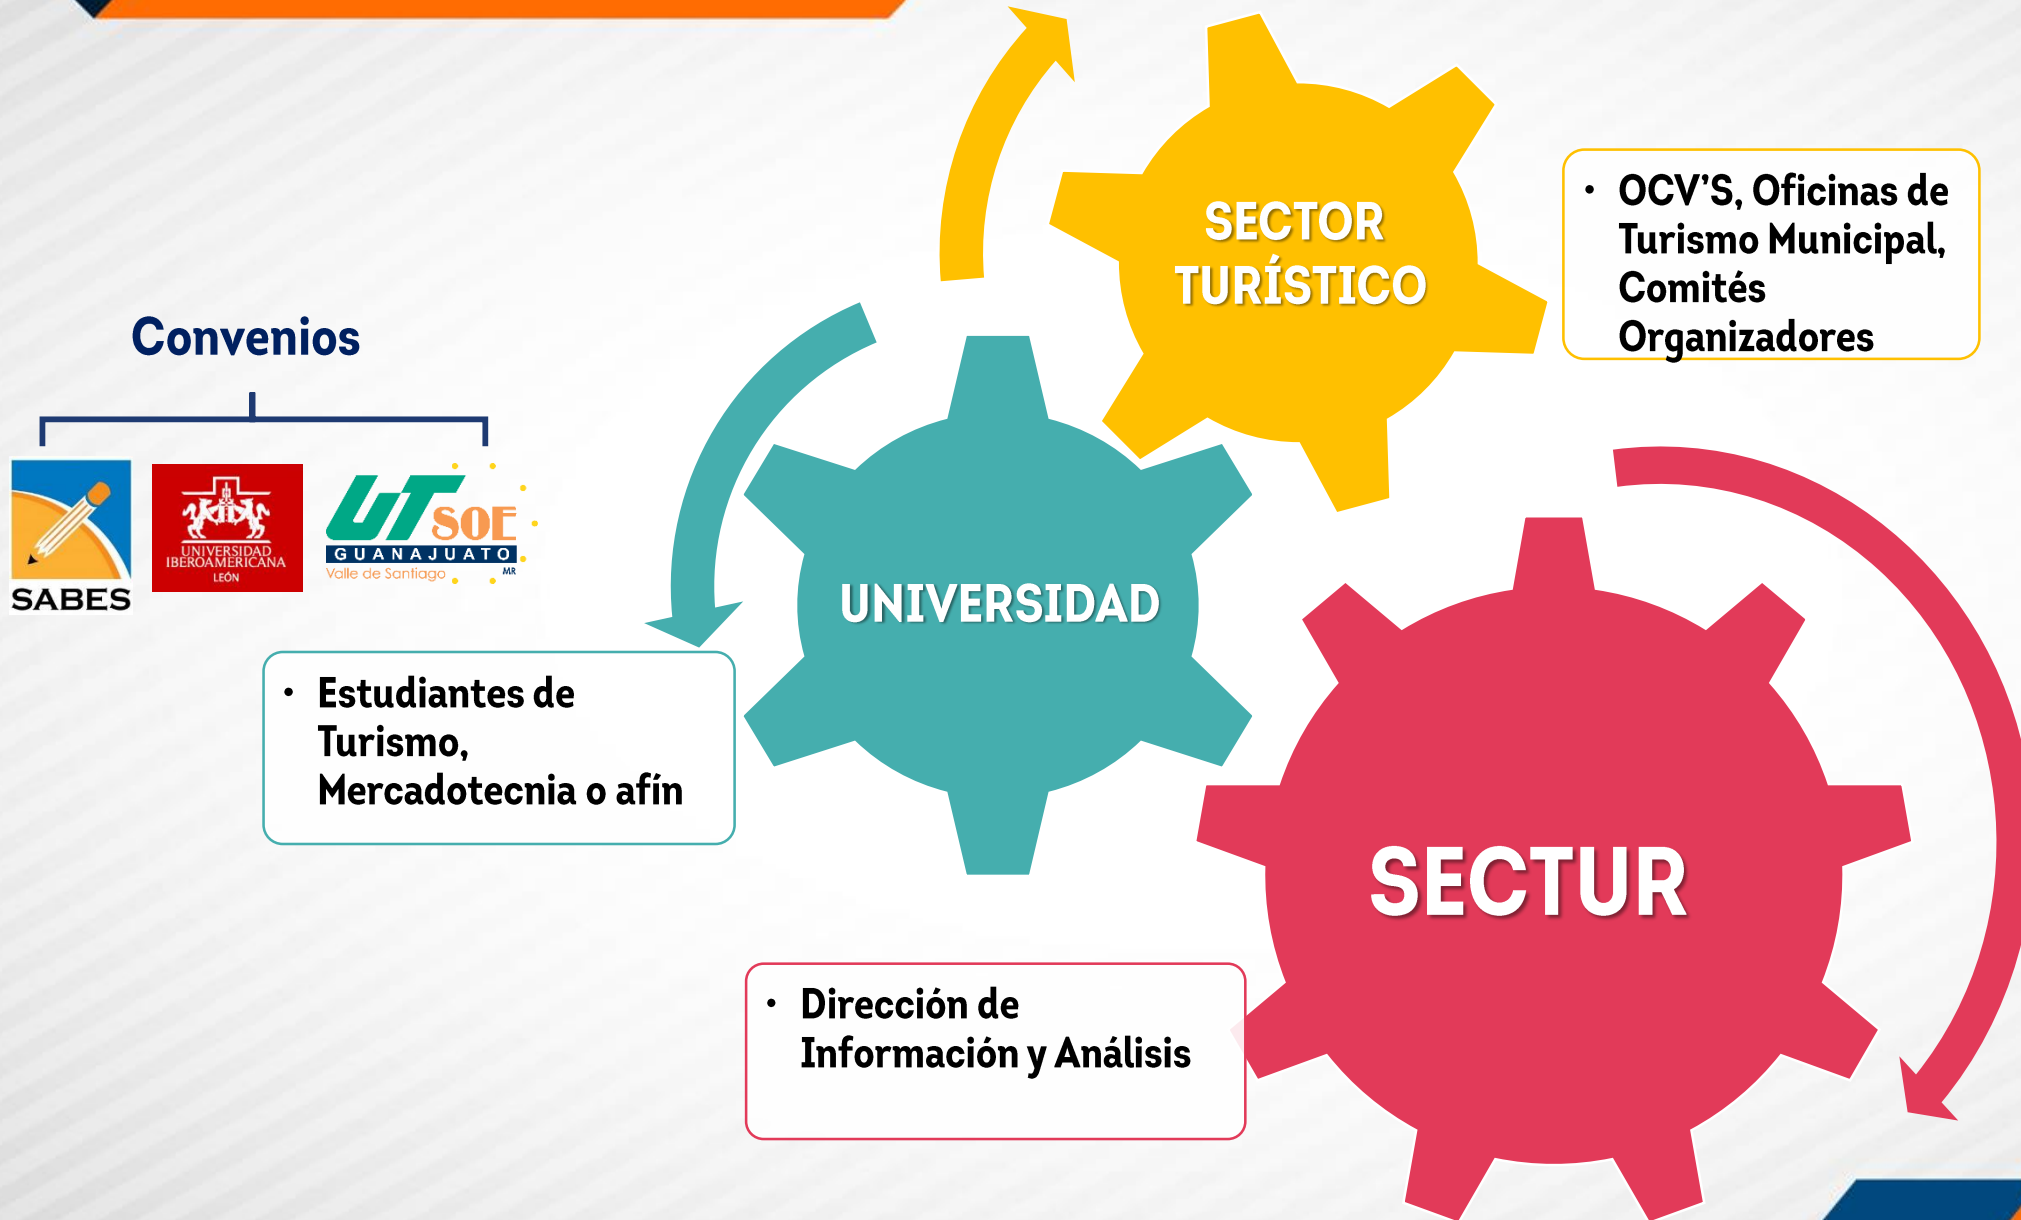 SECTOR
TURÍSTICO
• OCV’S, Oficinas de
Turismo Municipal,
Comités
Organizadores
Convenios
SABES
UNIVERSIDAD
IBEROAMERICANA
LEÓN
UT
SOE
GUANAJUATO
Valle de Santiago
MR
UNIVERSIDAD
• Estudiantes de
Turismo,
Mercadotecnia o afín
SECTUR
• Dirección de
Información y Análisis